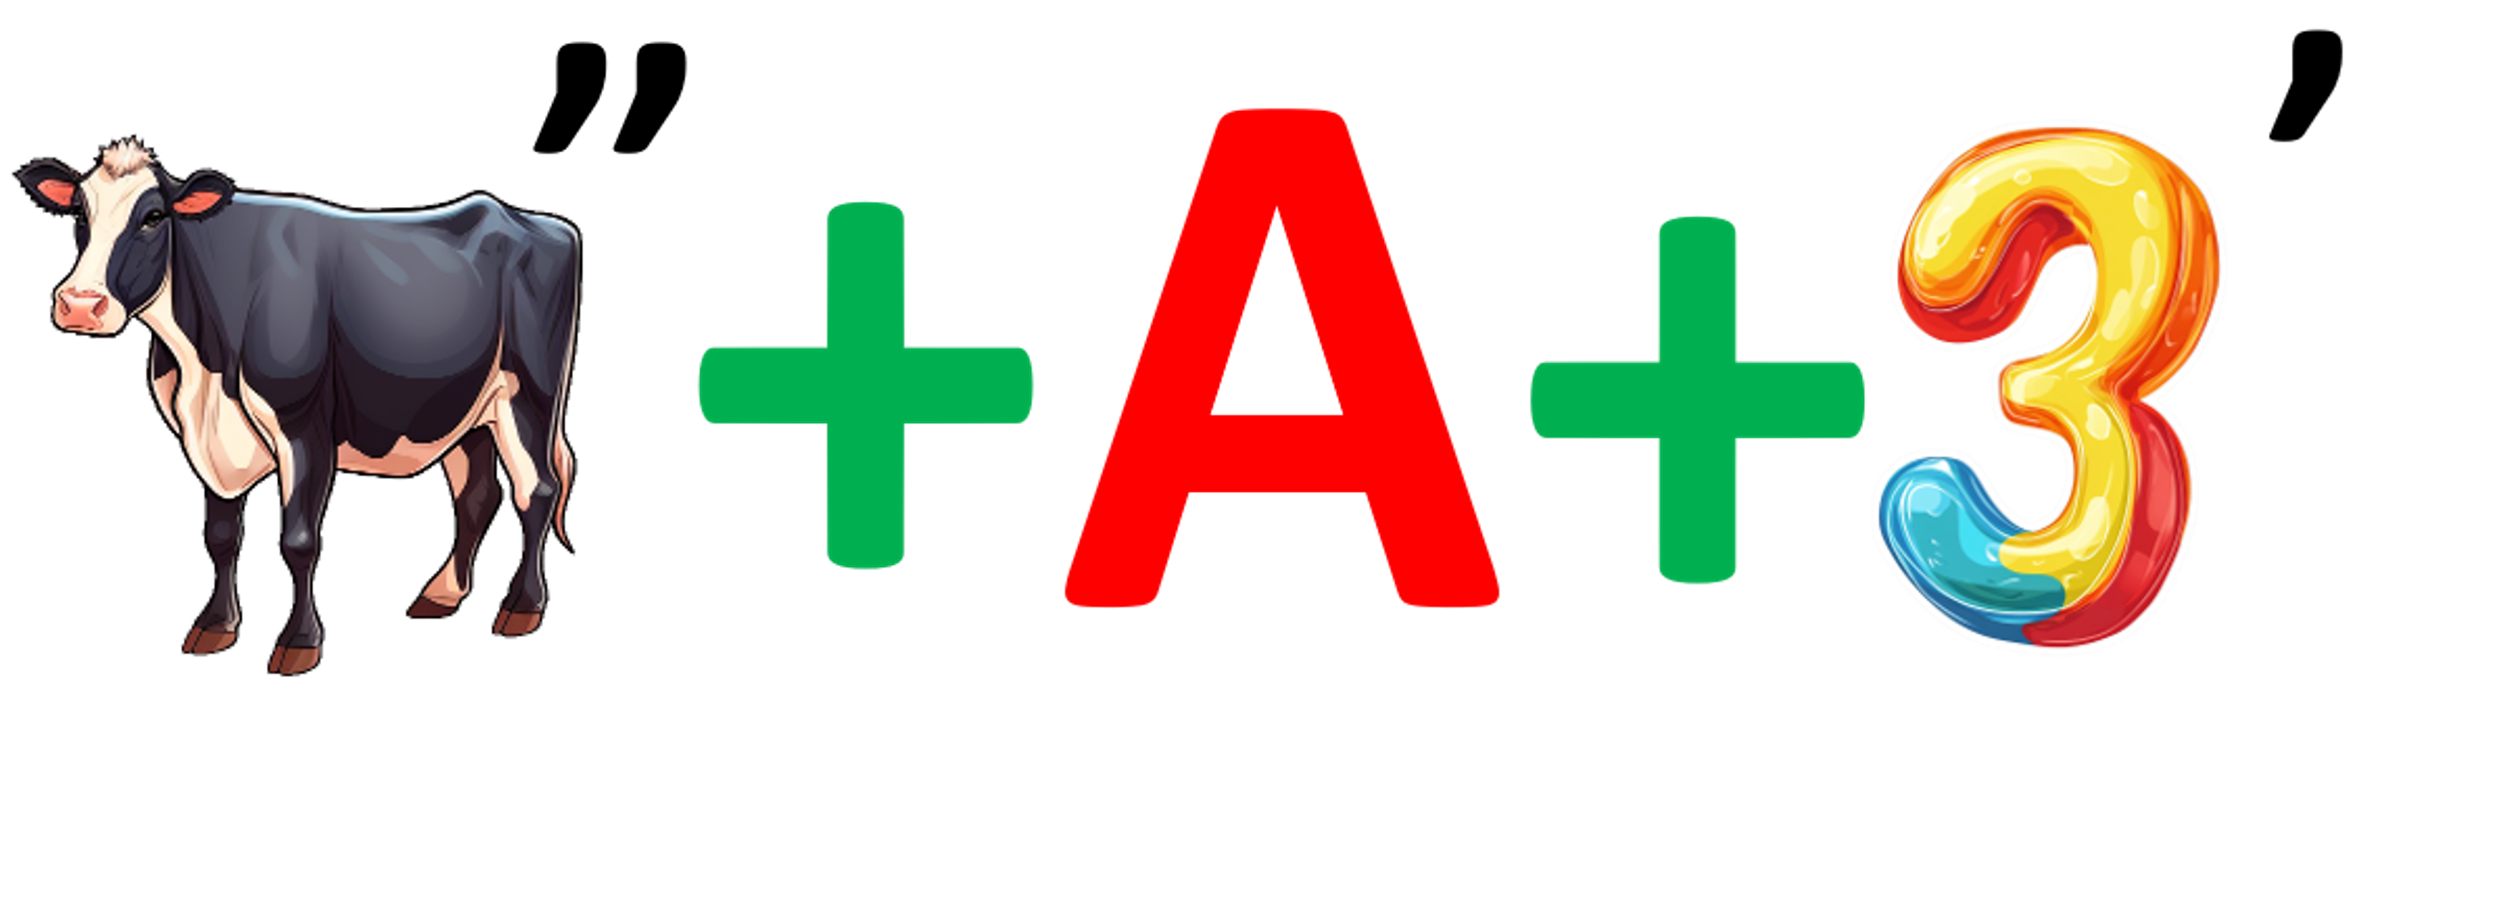 ” + A + 3 ’